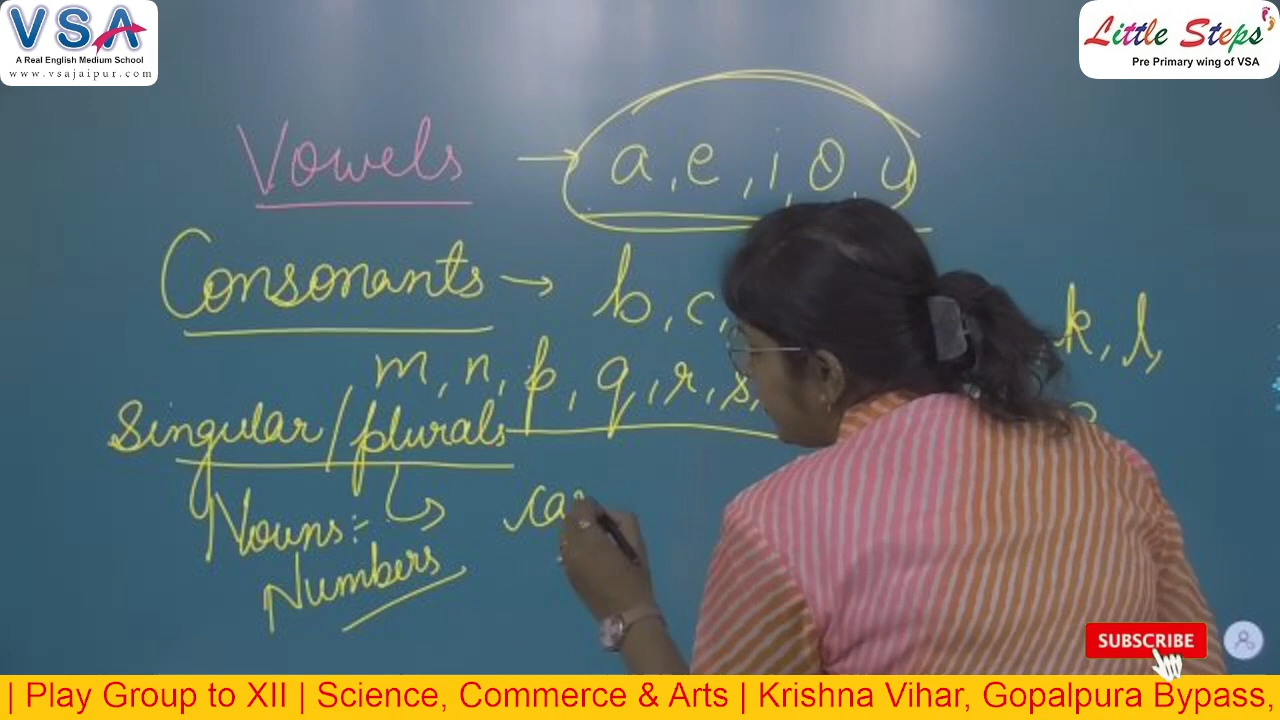 VSA
A Real English Medium School
www.vsajaipur.com
Little Steps
Pre Primary wing of VSA
Vowels → a, e, i, o, u
Consonants → b, c, k, l,
m, n, p, q, r, s,
Singular / plurals
Nouns :-
Numbers
SUBSCRIBE
| Play Group to XII | Science, Commerce & Arts | Krishna Vihar, Gopalpura Bypass,